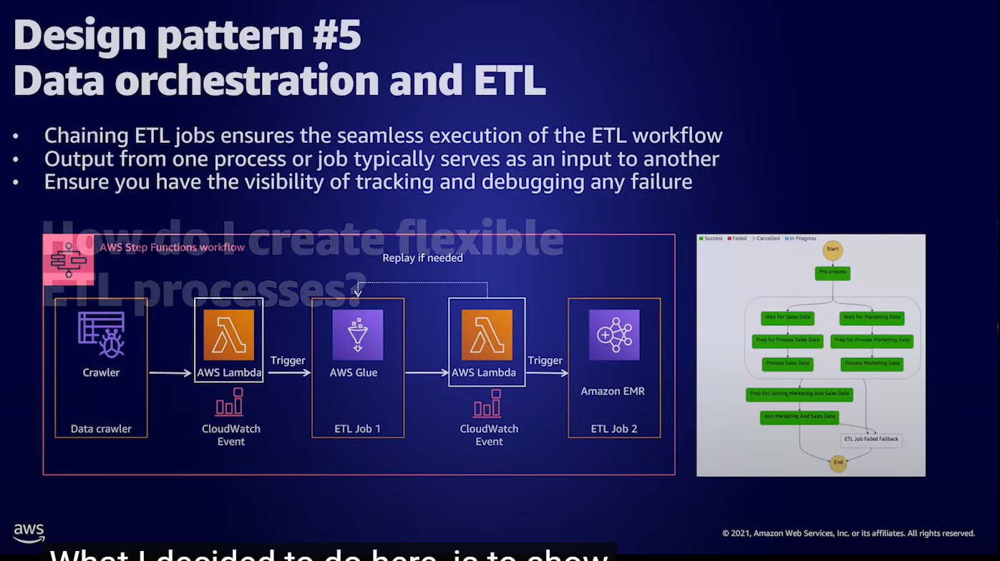 Design pattern #5
Data orchestration and ETL
• Chaining ETL jobs ensures the seamless execution of the ETL workflow
• Output from one process or job typically serves as an input to another
• Ensure you have the visibility of tracking and debugging any failure
How do I create flexible
ETL processes?
AWS Step Functions workflow
Replay if needed
Crawler
Data crawler
AWS Lambda
CloudWatch
Event
Trigger
AWS Glue
ETL Job 1
AWS Lambda
CloudWatch
Event
Trigger
Amazon EMR
ETL Job 2
Success Failed Cancelled In Progress
Start
Pre-process
Wait For Sales Data
Wait For Marketing Data
Prep for Process Sales Data
Prep for Process Marketing Data
Process Sales Data
Process Marketing Data
Prep For Joining Marketing And Sales Data
Join Marketing And Sales Data
ETL Job Failed Fallback
End
aws
© 2021, Amazon Web Services, Inc. or its affiliates. All rights reserved.
What I decided to do here, is to show